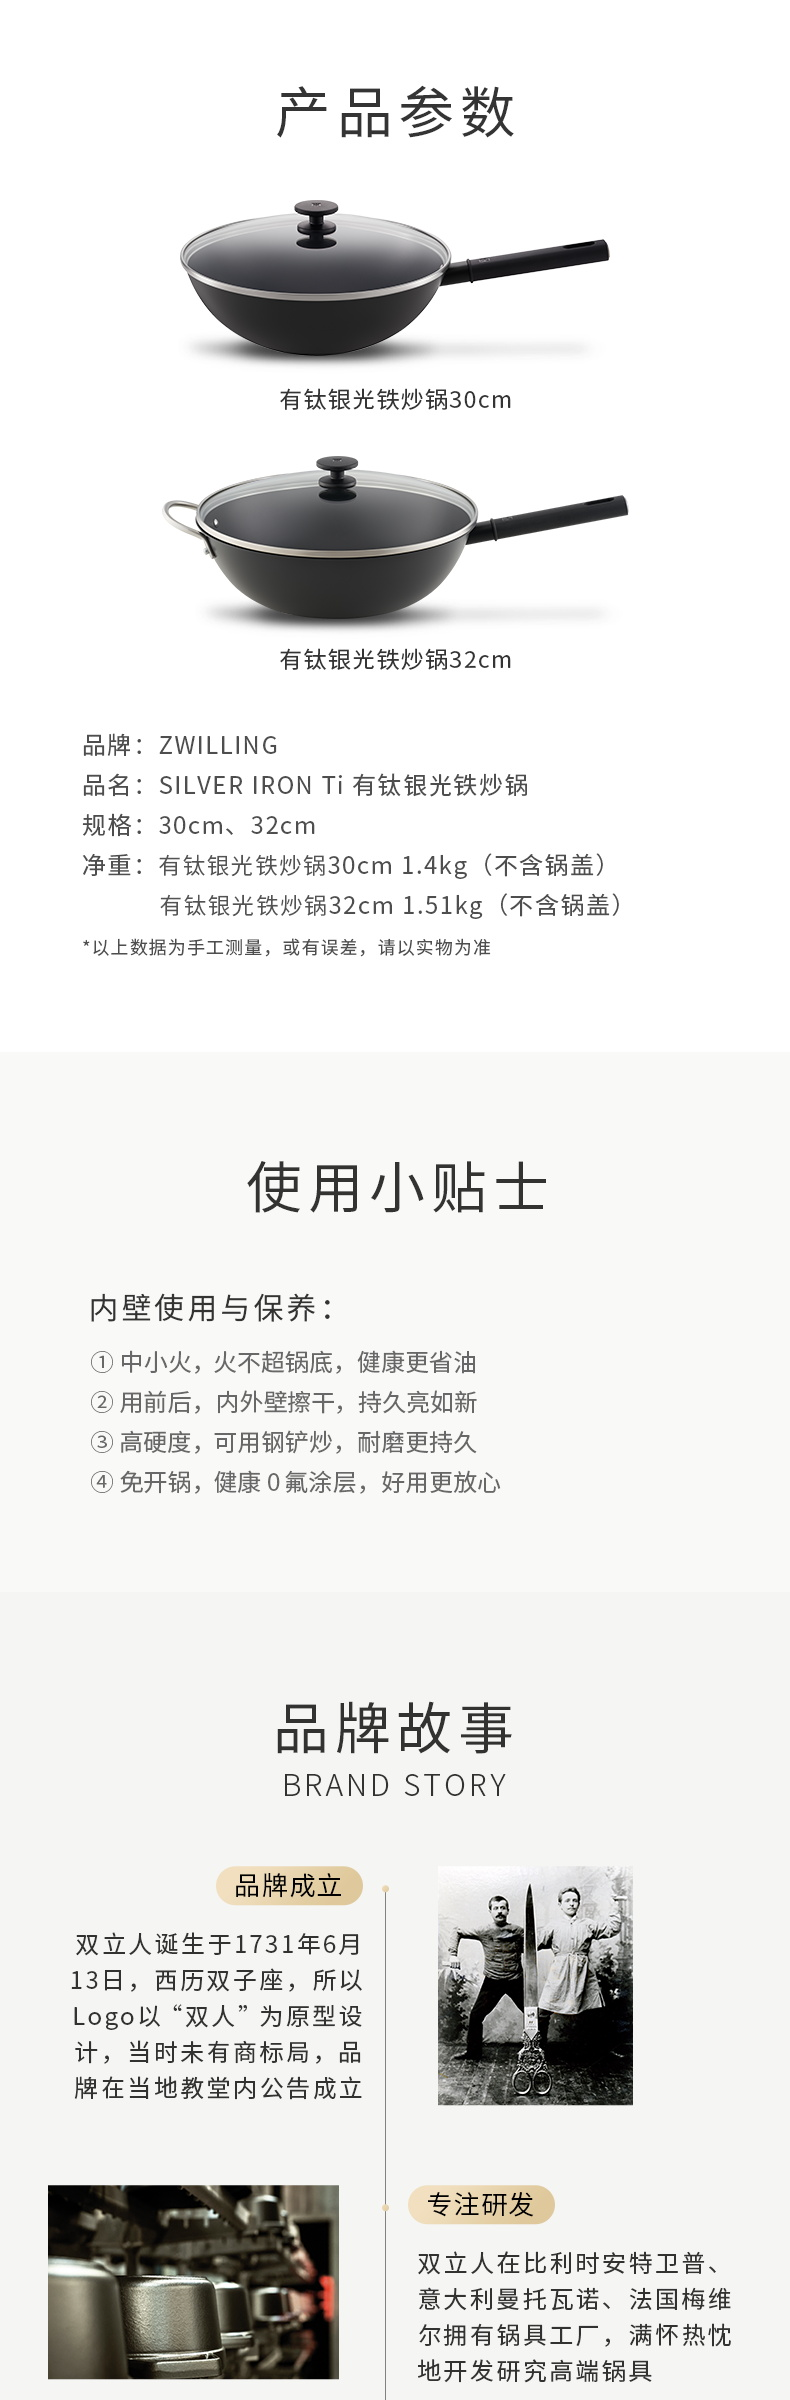 产品参数
有钛银光铁炒锅30cm
有钛银光铁炒锅32cm
品牌：ZWILLING
品名：SILVER IRON Ti 有钛银光铁炒锅
规格：30cm、32cm
净重：有钛银光铁炒锅30cm 1.4kg（不含锅盖）
有钛银光铁炒锅32cm 1.51kg（不含锅盖）
*以上数据为手工测量，或有误差，请以实物为准
使用小贴士
内壁使用与保养：
① 中小火，火不超锅底，健康更省油
② 用前后，内外壁擦干，持久亮如新
③ 高硬度，可用钢铲炒，耐磨更持久
④ 免开锅，健康 0 氟涂层，好用更放心
品牌故事
BRAND STORY
品牌成立
双立人诞生于1731年6月
13日，西历双子座，所以
Logo以“双人”为原型设
计，当时未有商标局，品
牌在当地教堂内公告成立
专注研发
双立人在比利时安特卫普、
意大利曼托瓦诺、法国梅维
尔拥有锅具工厂，满怀热忱
地开发研究高端锅具